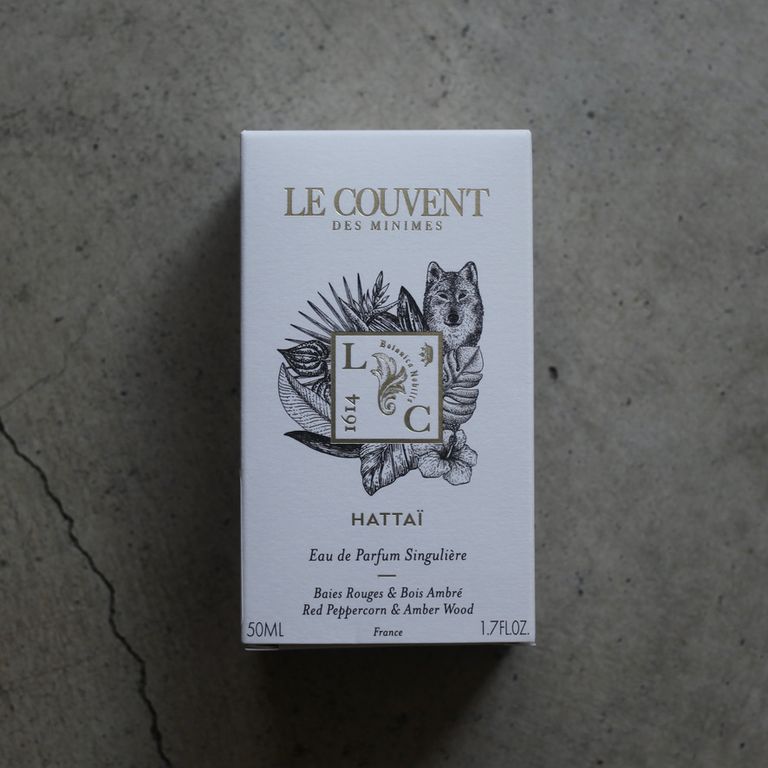 LE COUVENT
DES MINIMES
L
Botanica Nobilis
1614
C
HATTAÏ
Eau de Parfum Singulière
Baies Rouges & Bois Ambré
Red Peppercorn & Amber Wood
50ML France 1.7FL.OZ.